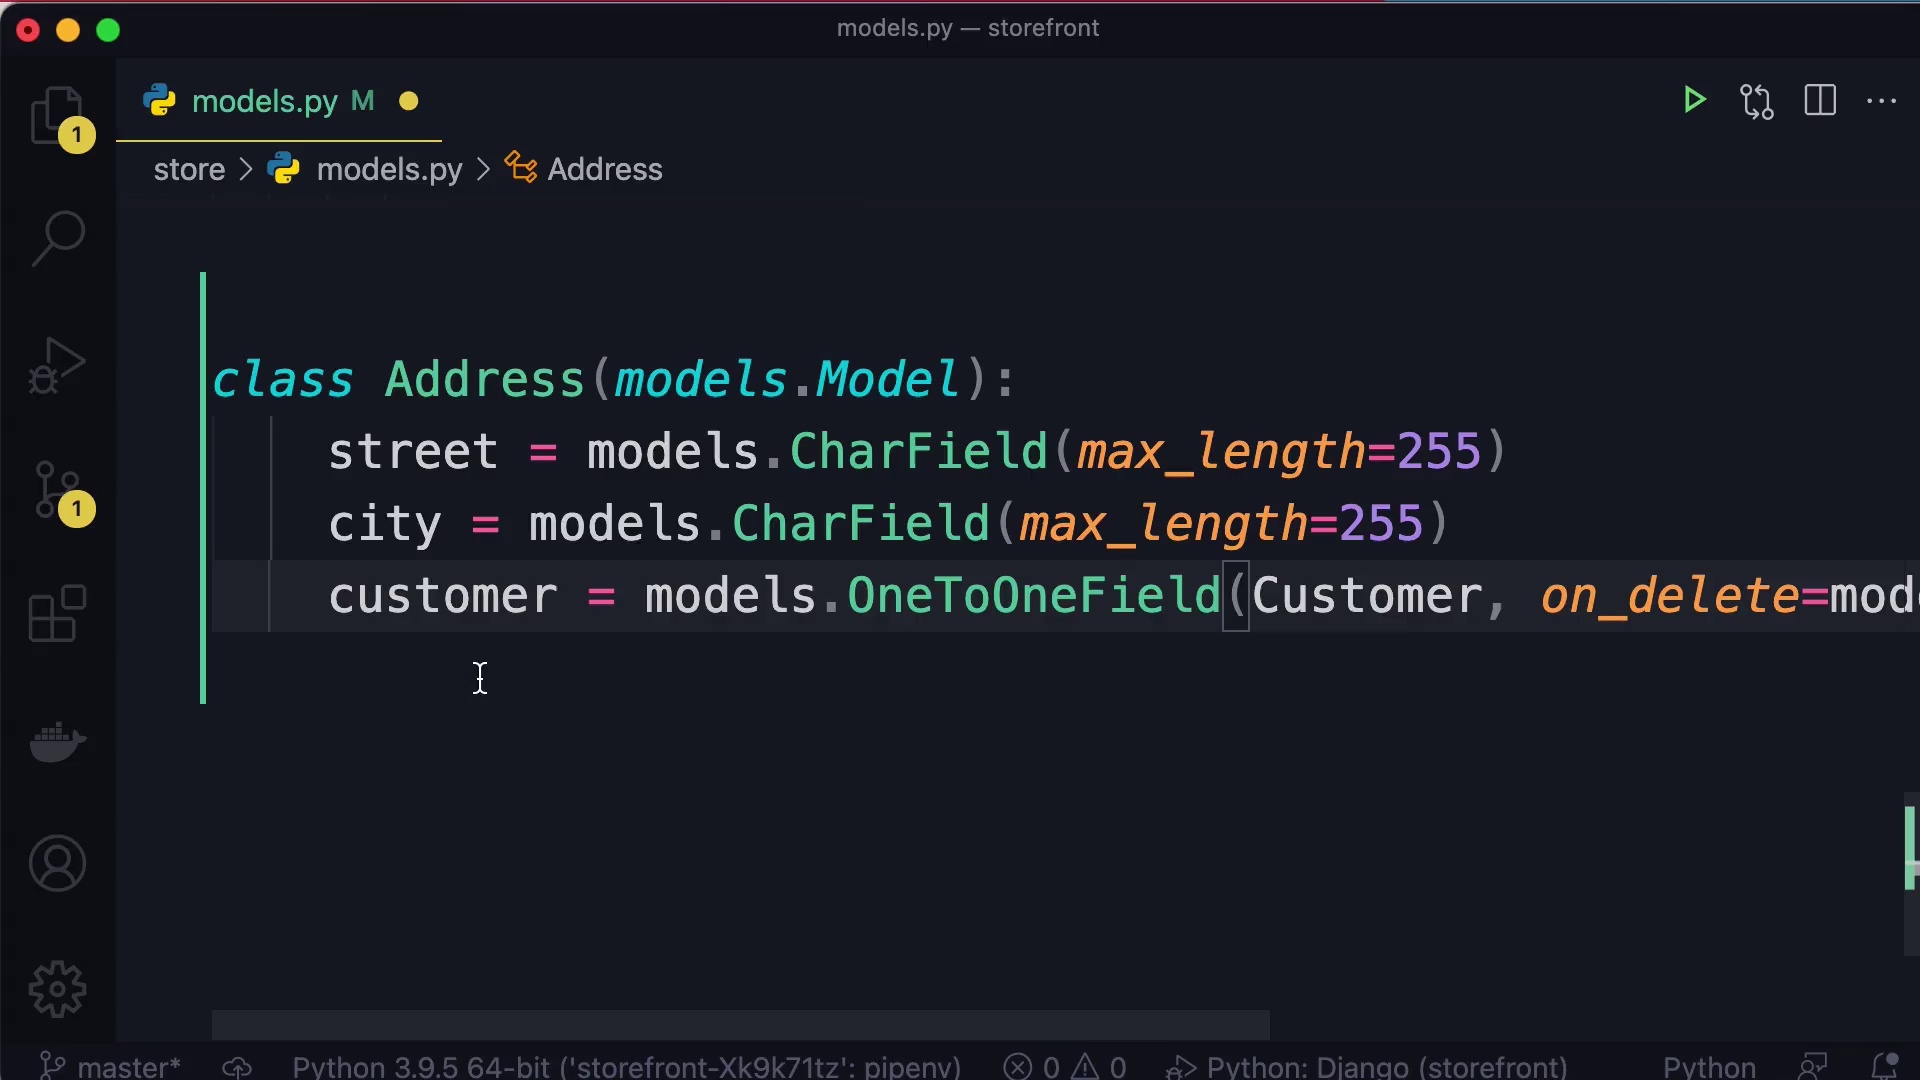 models.py — storefront
models.py M
1
store > models.py > Address
class Address(models.Model):
street = models.CharField(max_length=255)
city = models.CharField(max_length=255)
1
customer = models.OneToOneField(Customer, on_delete=mod
master* Python 3.9.5 64-bit ('storefront-Xk9k71tz': pipenv) 0 0 Python: Django (storefront) Python